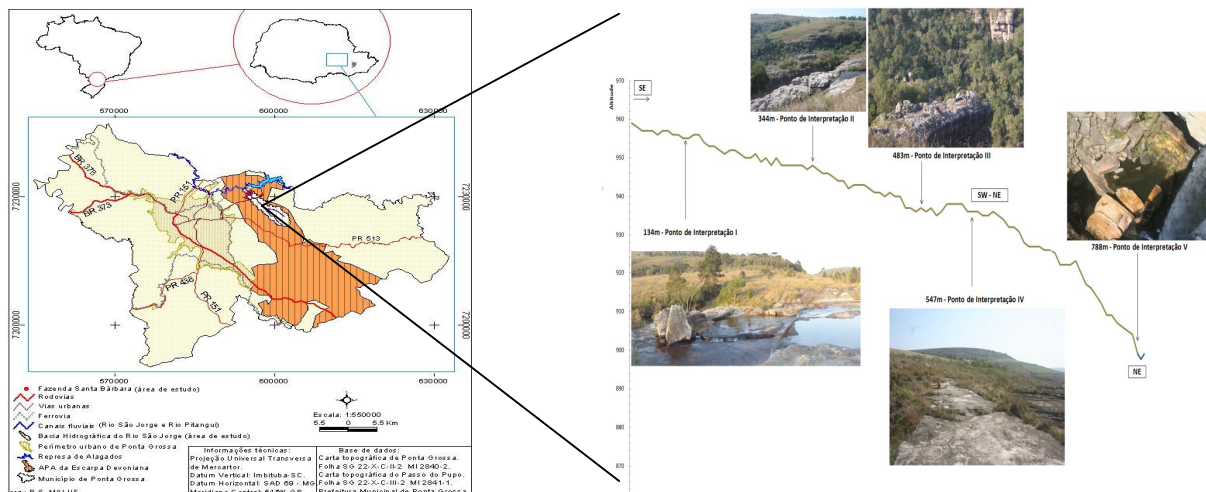 570000 600000 630000
7230000 7230000
7200000 7200000
BR 376
PR 151
BR 373
PR 513
PR 438
PR 151
570000 600000 630000
Fazenda Santa Bárbara (área de estudo)
Rodovias
Vias urbanas
Ferrovia
Canais fluviais (Rio São Jorge e Rio Pitangui)
Bacia Hidrográfica do Rio São Jorge (área de estudo)
Perímetro urbano de Ponta Grossa
Represa de Alagados
APA da Escarpa Devoniana
Município de Ponta Grossa
Escala: 1:550000
5.5 0 5.5 Km
Informações técnicas:
Projeção Universal Transversa
de Mercartor.
Datum Vertical: Imbituba-SC.
Datum Horizontal: SAD 69 - MG
Base de dados:
Carta topográfica de Ponta Grossa.
Folha SG 22-X-C-II-2 MI 2840-2.
Carta topográfica do Passo do Pupo.
Folha SG 22-X-C-III-2 MI 2841-1.
Prefeitura Municipal de Ponta Grossa
Altitude
970
960
950
940
930
920
910
900
890
880
870
SE
134m - Ponto de Interpretação I
344m - Ponto de Interpretação II
483m - Ponto de Interpretação III
SW - NE
547m - Ponto de Interpretação IV
788m - Ponto de Interpretação V
NE